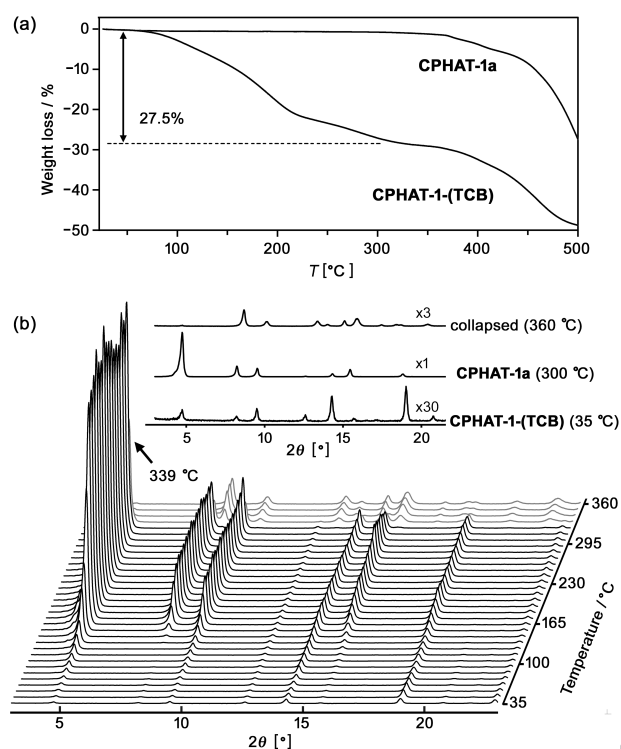 (a)
0
−10
−20
−30
−40
−50
Weight loss / %
27.5%
CPHAT-1a
CPHAT-1-(TCB)
100
200
300
400
500
T [°C]
(b)
x3
collapsed (360 °C)
x1
CPHAT-1a (300 °C)
x30
CPHAT-1-(TCB) (35 °C)
5
10
15
20
2θ [°]
339 °C
360
295
230
165
100
35
Temperature / °C
5
10
15
20
2θ [°]